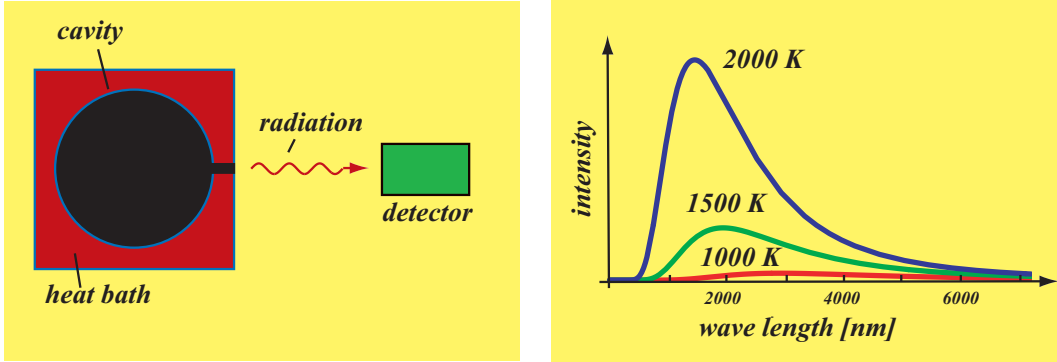 cavity
radiation
detector
heat bath
2000 K
1500 K
1000 K
intensity
2000
4000
6000
wave length [nm]